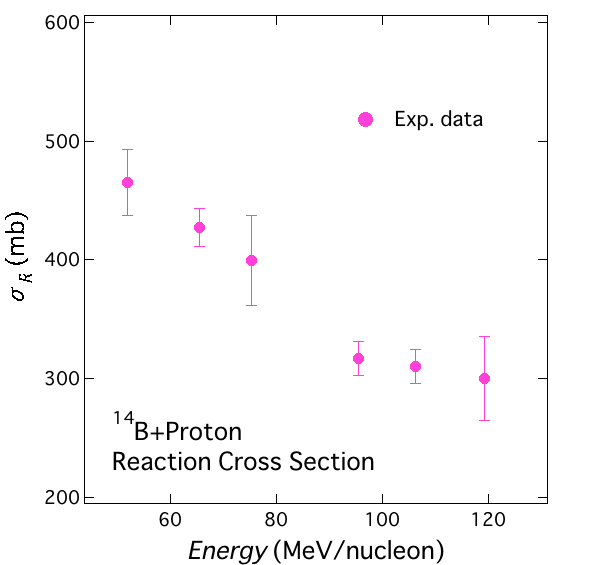 600
500
400
300
200
σR (mb)
Exp. data
14B+Proton
Reaction Cross Section
60 80 100 120
Energy (MeV/nucleon)